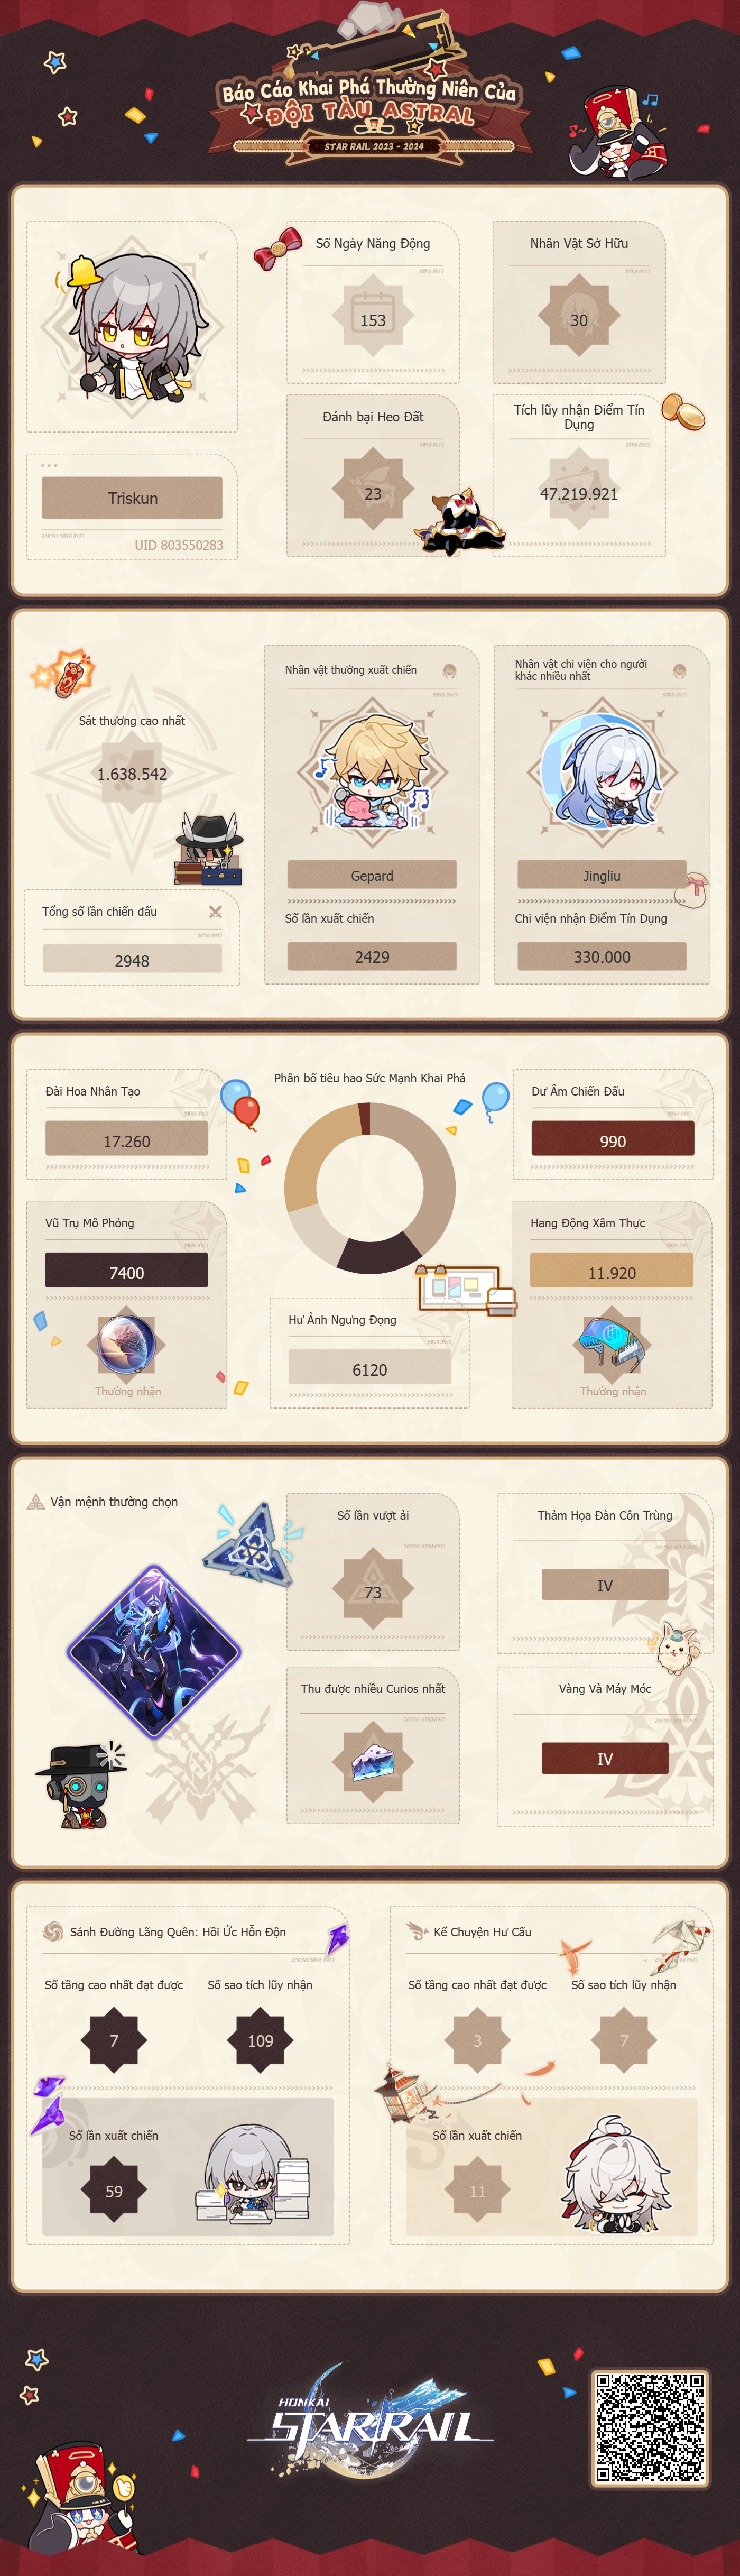 Báo Cáo Khai Phá Thường Niên Của
ĐỘI TÀU ASTRAL
STAR RAIL 2023 - 2024
Triskun
UID 803550283
Số Ngày Năng Động
153
Nhân Vật Sở Hữu
30
Đánh bại Heo Đất
23
Tích lũy nhận Điểm Tín
Dụng
47.219.921
Sát thương cao nhất
1.638.542
Tổng số lần chiến đấu
2948
Nhân vật thường xuất chiến
Gepard
Số lần xuất chiến
2429
Nhân vật chi viện cho người
khác nhiều nhất
Jingliu
Chi viện nhận Điểm Tín Dụng
330.000
Đài Hoa Nhân Tạo
17.260
Vũ Trụ Mô Phỏng
7400
Thường nhận
Phân bố tiêu hao Sức Mạnh Khai Phá
Hư Ảnh Ngưng Đọng
6120
Dư Âm Chiến Đấu
990
Hang Động Xâm Thực
11.920
Thường nhận
Vận mệnh thường chọn
Số lần vượt ải
73
Thu được nhiều Curios nhất
Thảm Họa Đàn Côn Trùng
IV
Vàng Và Máy Móc
IV
Sảnh Đường Lãng Quên: Hồi Ức Hỗn Độn
Số tầng cao nhất đạt được
7
Số sao tích lũy nhận
109
Số lần xuất chiến
59
Kể Chuyện Hư Cấu
Số tầng cao nhất đạt được
3
Số sao tích lũy nhận
7
Số lần xuất chiến
11
HONKAI
STAR RAIL